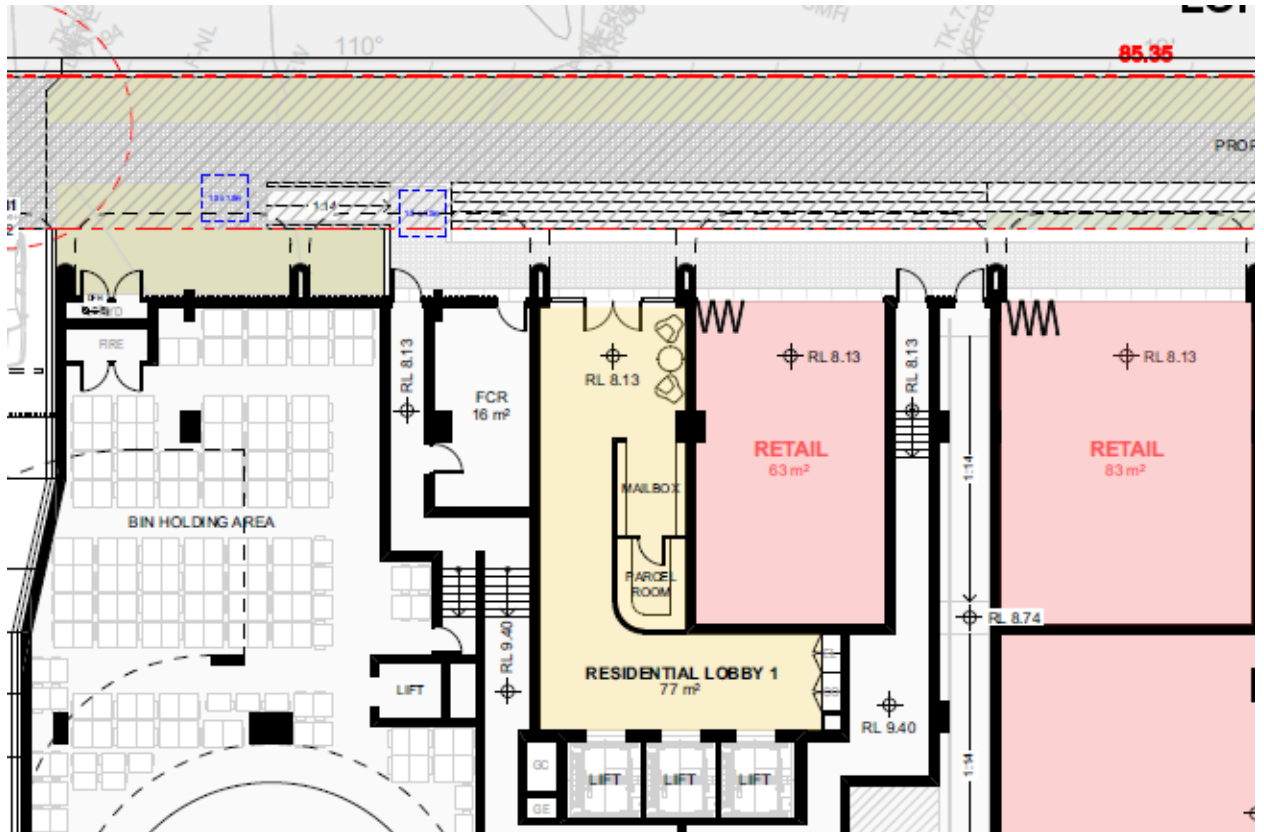 110°
85.35
1:14
RL 8.13
RL 8.13
RL 8.13
RL 8.13
RL 8.13
FCR
16 m²
RETAIL
63 m²
RETAIL
83 m²
MAILBOX
1:14
BIN HOLDING AREA
PARCEL
ROOM
RL 8.74
RL 9.40
RESIDENTIAL LOBBY 1
77 m²
LIFT
RL 9.40
1:14
GC
LIFT
LIFT
LIFT
GE